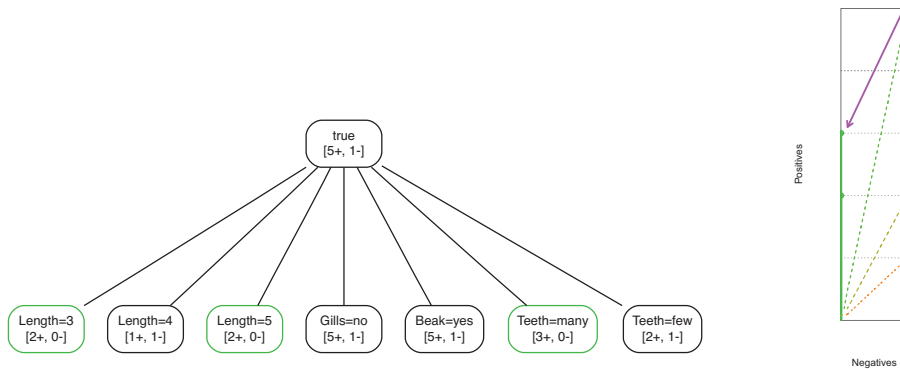 true
[5+, 1-]
Length=3
[2+, 0-]
Length=4
[1+, 1-]
Length=5
[2+, 0-]
Gills=no
[5+, 1-]
Beak=yes
[5+, 1-]
Teeth=many
[3+, 0-]
Teeth=few
[2+, 1-]
Positives
Negatives